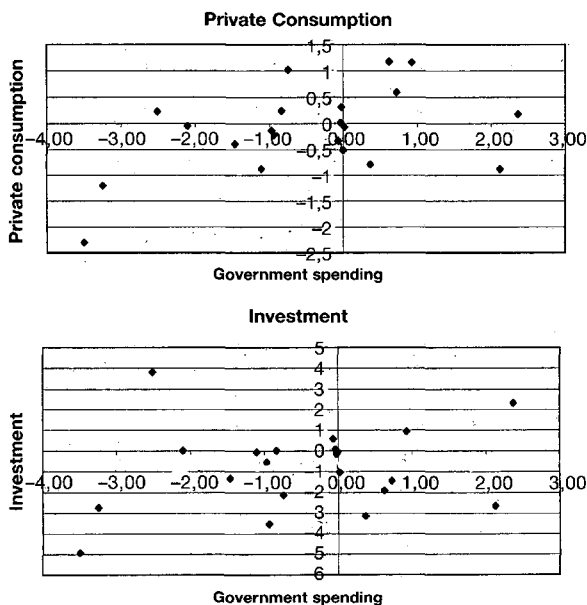 Private Consumption
1,5
1
0,5
0
−4,00 −3,00 −2,00 −1,00 0,00 1,00 2,00 3,00
−0,5
−1
−1,5
−2
−2,5
Private consumption
Government spending
Investment
5
4
3
2
1
0
−4,00 −3,00 −2,00 −1,00 0,00 1,00 2,00 3,00
1
2
3
4
5
6
Investment
Government spending